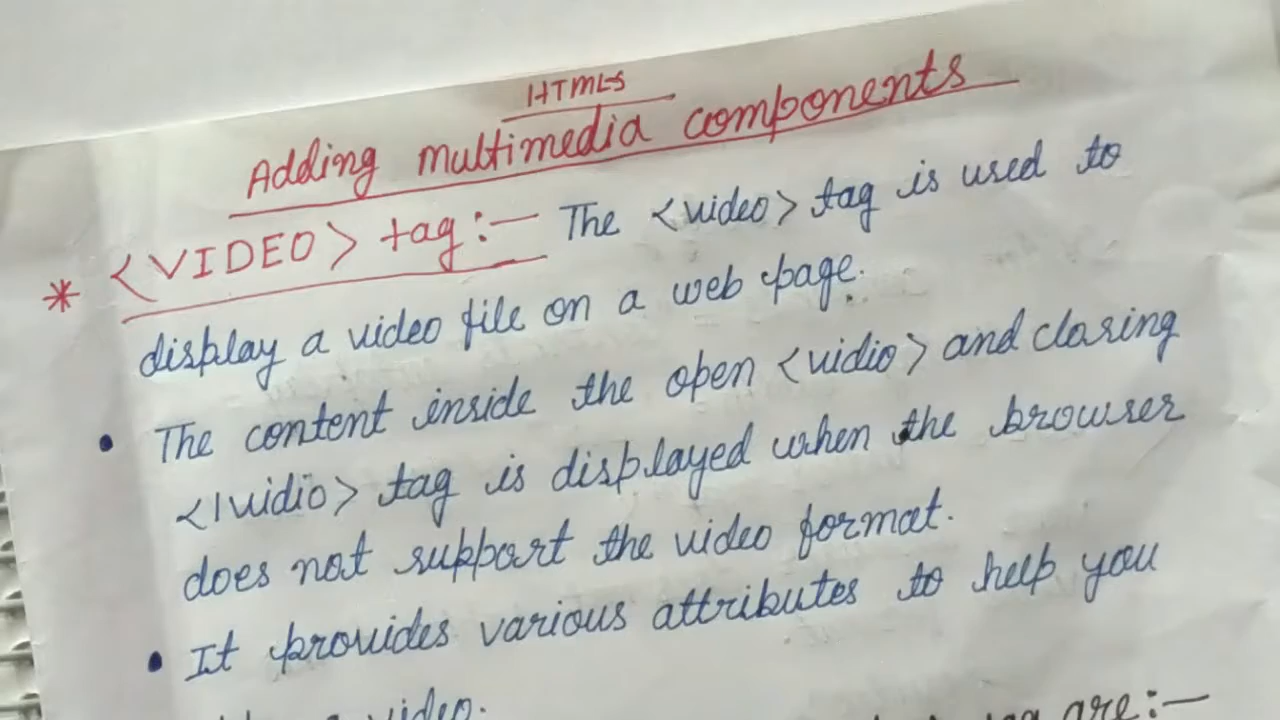 HTML5
Adding multimedia components
* <VIDEO> tag:- The <video> tag is used to
display a video file on a web page.
• The content inside the open <vidio> and closing
</vidio> tag is displayed when the browser
does not support the video format.
• It provides various attributes to help you
video.
are:-